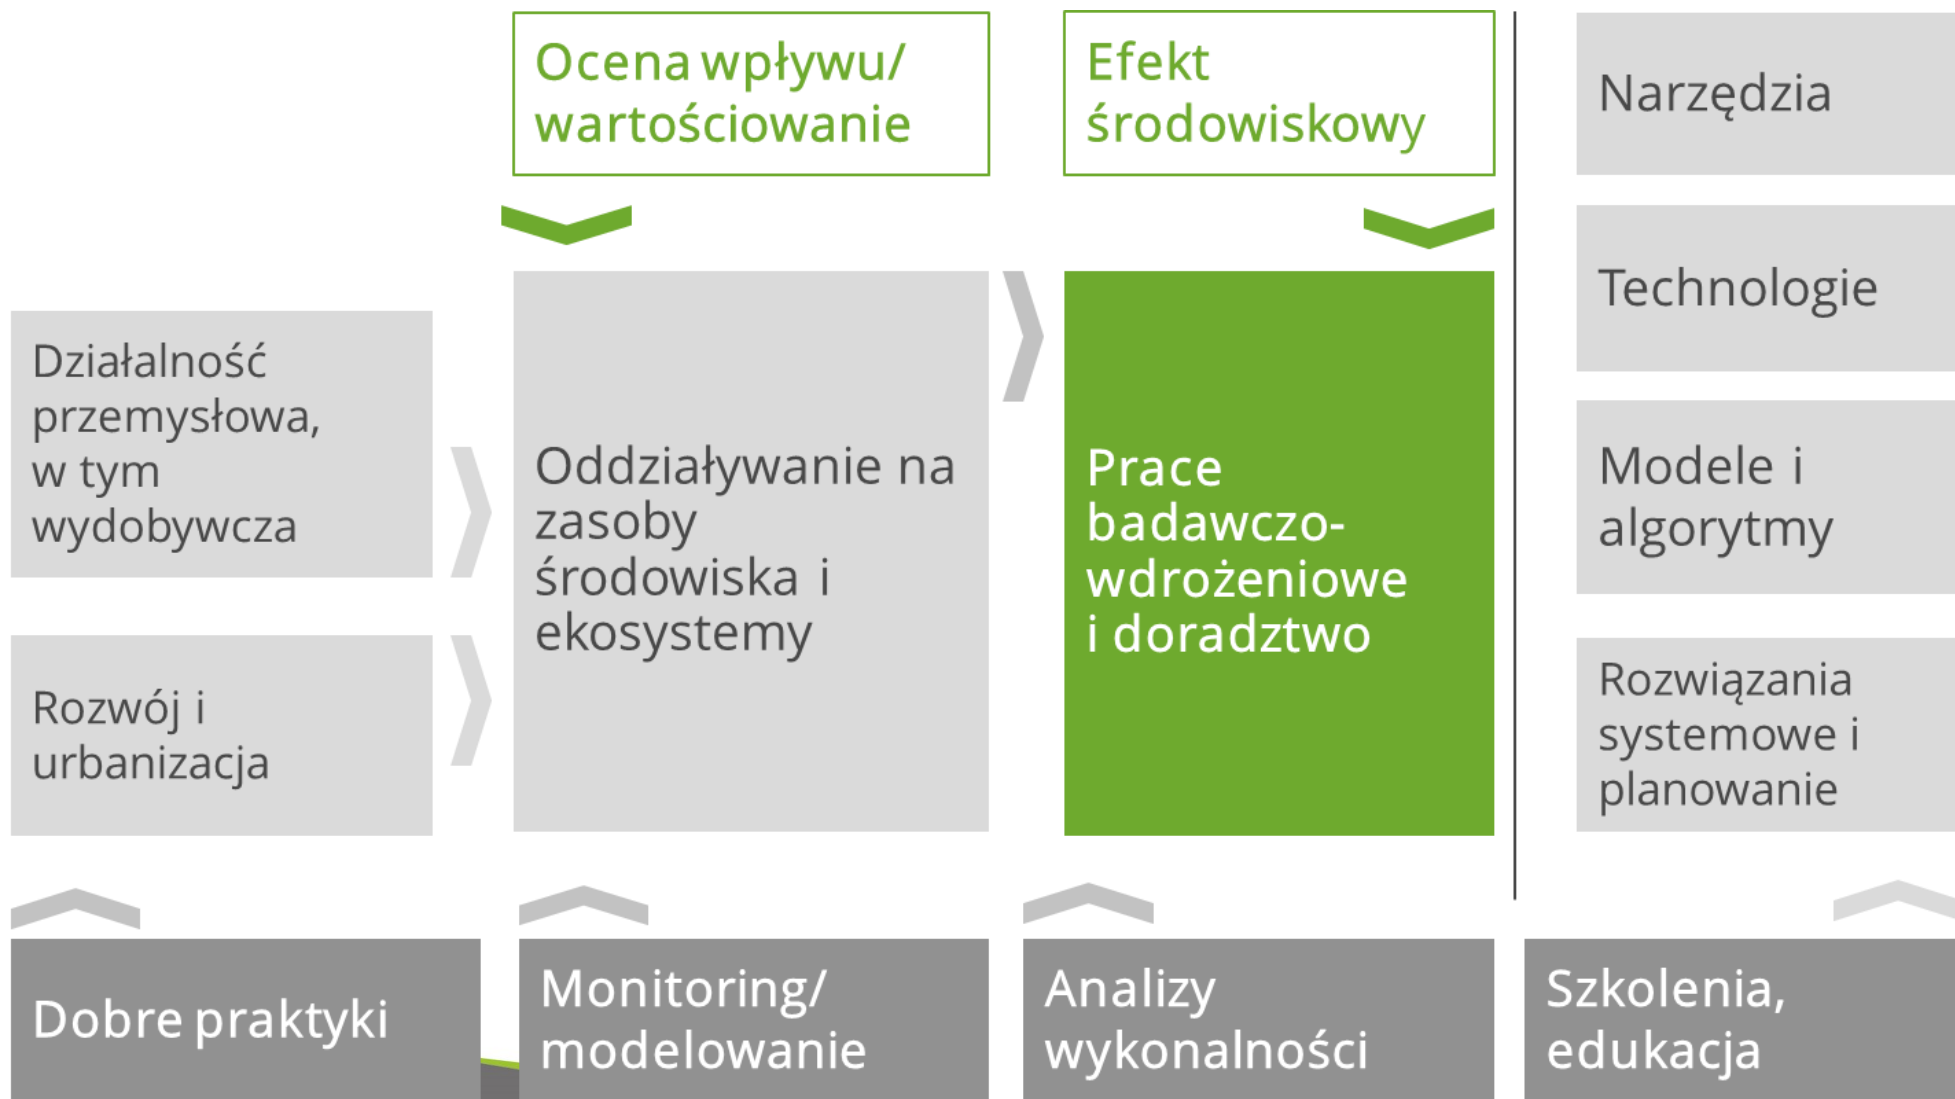 Ocena wpływu/
wartościowanie
Efekt
środowiskowy
Narzędzia
Technologie
Działalność
przemysłowa,
w tym
wydobywcza
Oddziaływanie na
zasoby
środowiska i
ekosystemy
Prace
badawczo-
wdrożeniowe
i doradztwo
Modele i
algorytmy
Rozwój i
urbanizacja
Rozwiązania
systemowe i
planowanie
Dobre praktyki
Monitoring/
modelowanie
Analizy
wykonalności
Szkolenia,
edukacja